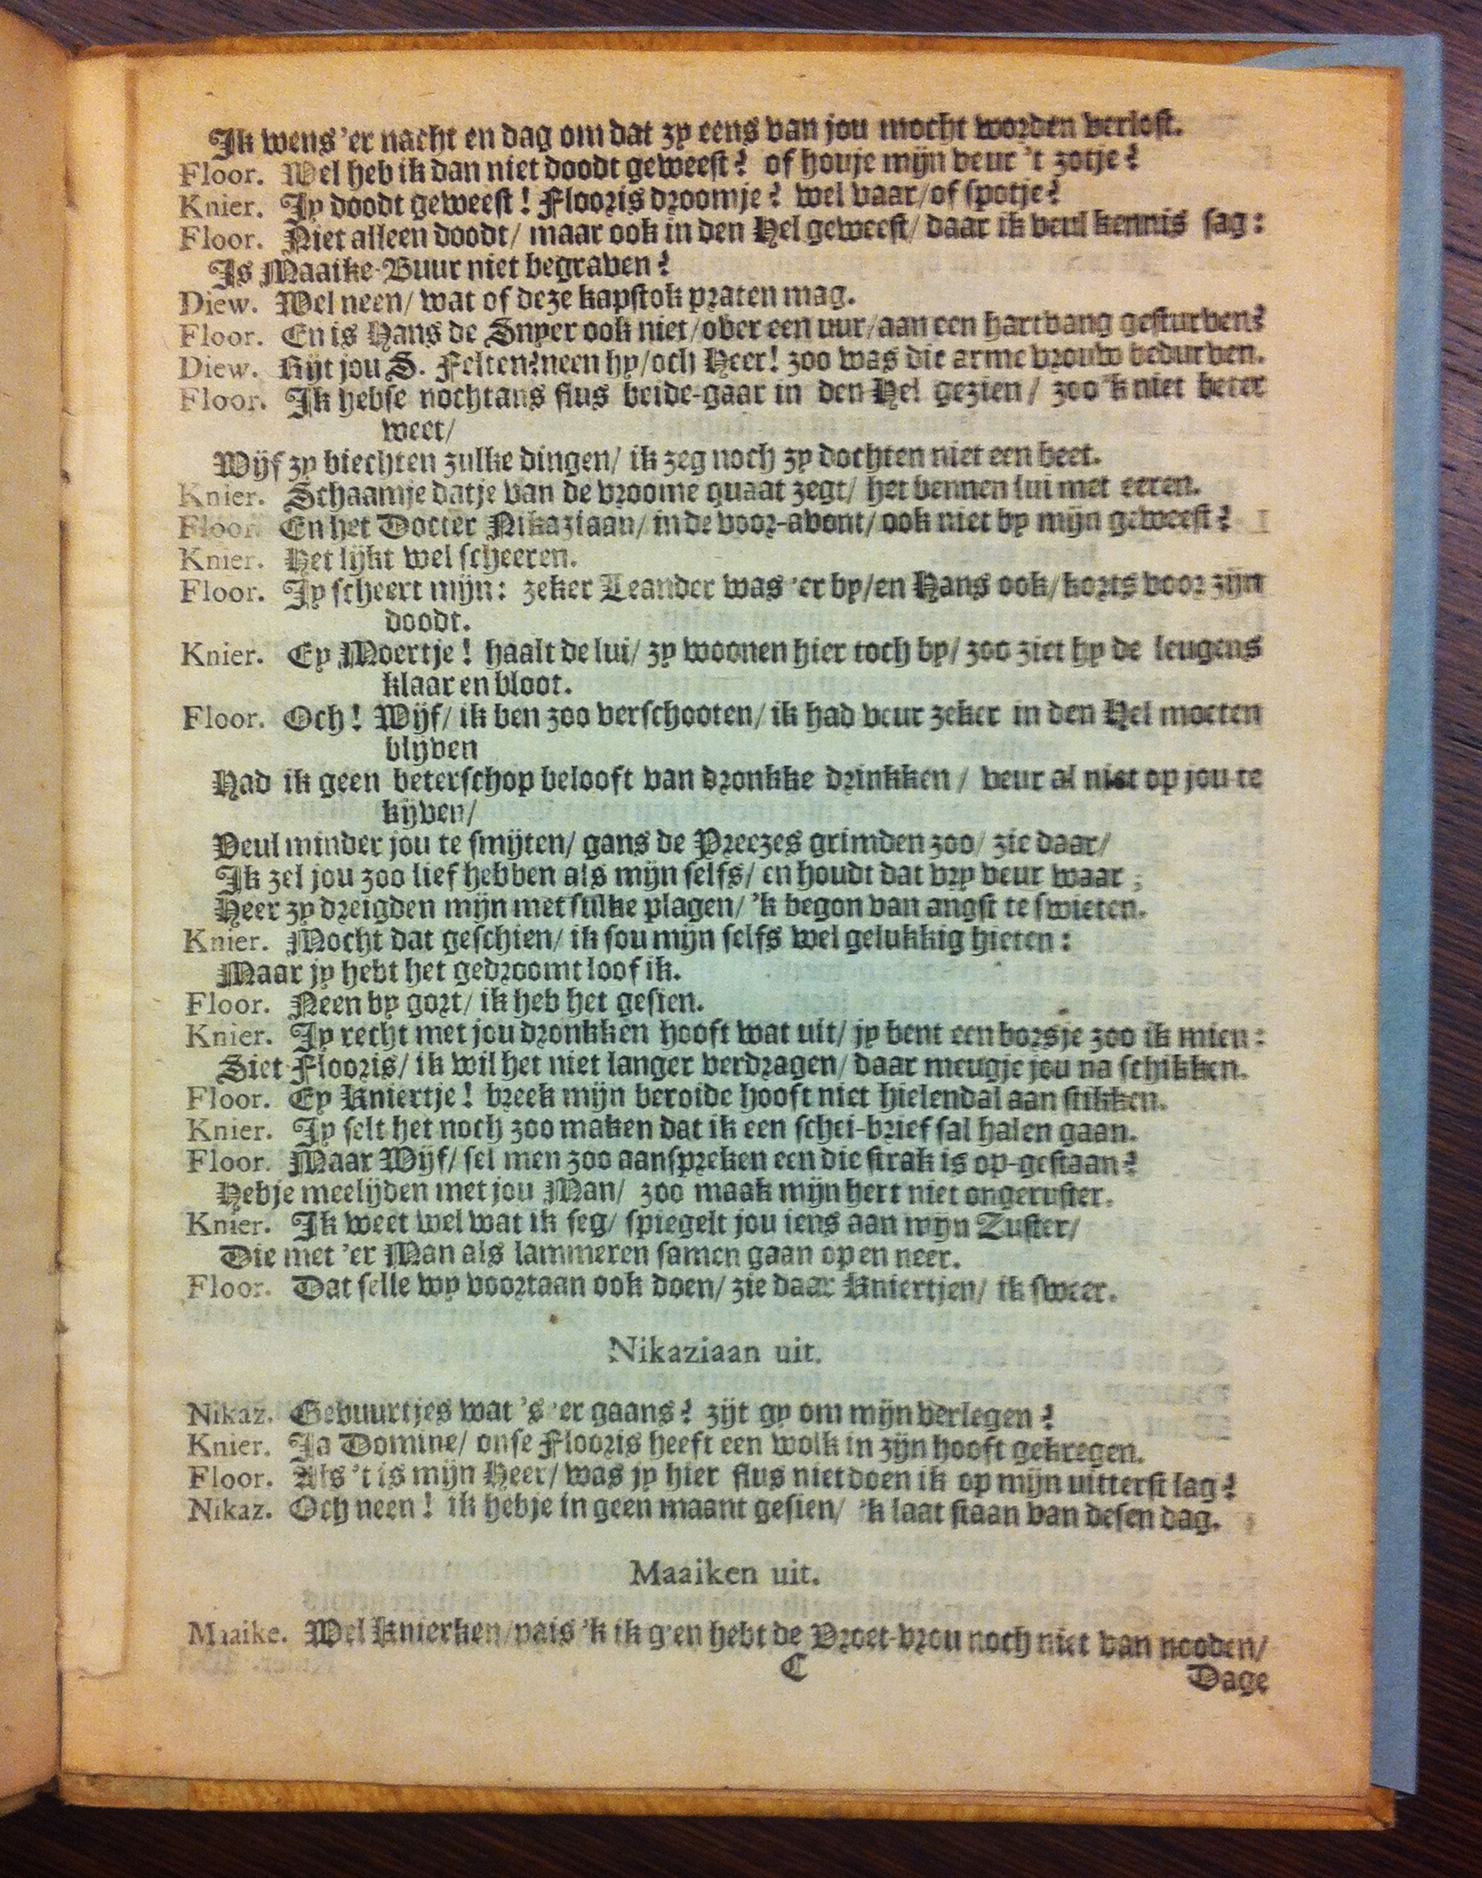 Ik wens 'er nacht en dag om dat zy eens van jou mocht worden verlost.
Floor. Wel heb ik dan niet doodt geweest? of houje mijn veur 't zotje?
Knier. Jy doodt geweest! Flooris droomje? wel vaar/ of spotje?
Floor. Niet alleen doodt/ maar ook in den Hel geweest/ daar ik veul kennis sag:
Is Maaike-Buur niet begraven?
Diew. Wel neen/ wat of deze kapstok praten mag.
Floor. En is Hans de Snyer ook niet/ over een uur/ aan een hartvang gesturven?
Diew. Rijt jou S. Felten? neen hy/ och Heer! zoo was die arme vrouw bedurven.
Floor. Ik hebse nochtans flus beide-gaar in den Hel gezien/ zoo 'k niet beter
weet/
Wijf zy biechten zulke dingen/ ik zeg noch zy dochten niet een beet.
Knier. Schaamje datje van de vroome quaat zegt/ het bennen lui met eeren.
Floor. En het Docter Nikaziaan/ in de voor-avont/ ook niet by mijn geweest?
Knier. Het lijkt wel scheeren.
Floor. Jy scheert mijn: zeker Leander was 'er by/ en Hans ook/ korts voor zijn
doodt.
Knier. Ey Moertje! haalt de lui/ zy woonen hier toch by/ zoo ziet hy de leugens
klaar en bloot.
Floor. Och! Wijf/ ik ben zoo verschooten/ ik had veur zeker in den Hel moeten
blijven
Had ik geen beterschop belooft van dronkke drinkken/ veur al niet op jou te
kijven/
Veul minder jou te smijten/ gans de Preezes grimden zoo/ zie daar/
Ik zel jou zoo lief hebben als mijn selfs/ en houdt dat vry veur waar;
Heer zy dreigden mijn met sulke plagen/ 'k begon van angst te swieten.
Knier. Mocht dat geschien/ ik sou mijn selfs wel gelukkig hieten:
Maar jy hebt het gedroomt loof ik.
Floor. Neen by gort/ ik heb het gesien.
Knier. Jy recht met jou dronkken hooft wat uit/ jy bent een borsje zoo ik mien:
Siet Flooris/ ik wil het niet langer verdragen/ daar meugje jou na schikken.
Floor. Ey Kniertje! breek mijn beroide hooft niet hielendal aan stikken.
Knier. Jy selt het noch zoo maken dat ik een schei-brief sal halen gaan.
Floor. Maar Wijf/ sel men zoo aanspreken een die strak is op-gestaan?
Hebje meelijden met jou Man/ zoo maak mijn hert niet ongeruster.
Knier. Ik weet wel wat ik seg/ spiegelt jou iens aan mijn Zuster/
Die met 'er Man als lammeren samen gaan op en neer.
Floor. Dat selle wy voortaan ook doen/ zie daar Kniertjen/ ik sweer.
Nikaziaan uit.
Nikaz. Gebuurtjes wat 's 'er gaans? zijt gy om mijn verlegen?
Knier. Ja Domine/ onse Flooris heeft een wolk in zijn hooft gekregen.
Floor. Als 't is mijn Heer/ was jy hier flus niet doen ik op mijn uitterst lag?
Nikaz. Och neen! ik hebje in geen maant gesien/ 'k laat staan van desen dag.
Maaiken uit.
Maaike. Wel Knierken/ pais 'k ik g'en hebt de Vroet-vrou noch niet van nooden/
C
Dage